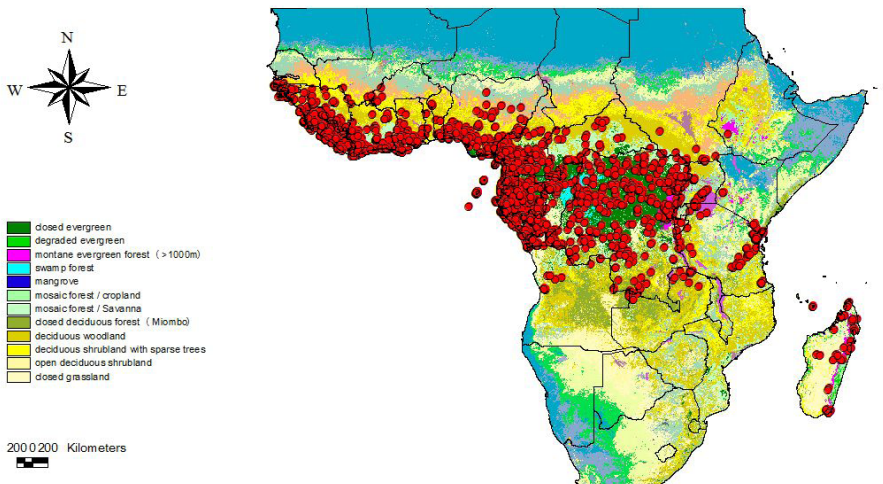 N
W E
S
closed evergreen
degraded evergreen
montane evergreen forest ( >1000m)
swamp forest
mangrove
mosaic forest / cropland
mosaic forest / Savanna
closed deciduous forest ( Miombo)
deciduous woodland
deciduous shrubland with sparse trees
open deciduous shrubland
closed grassland
200 0 200 Kilometers